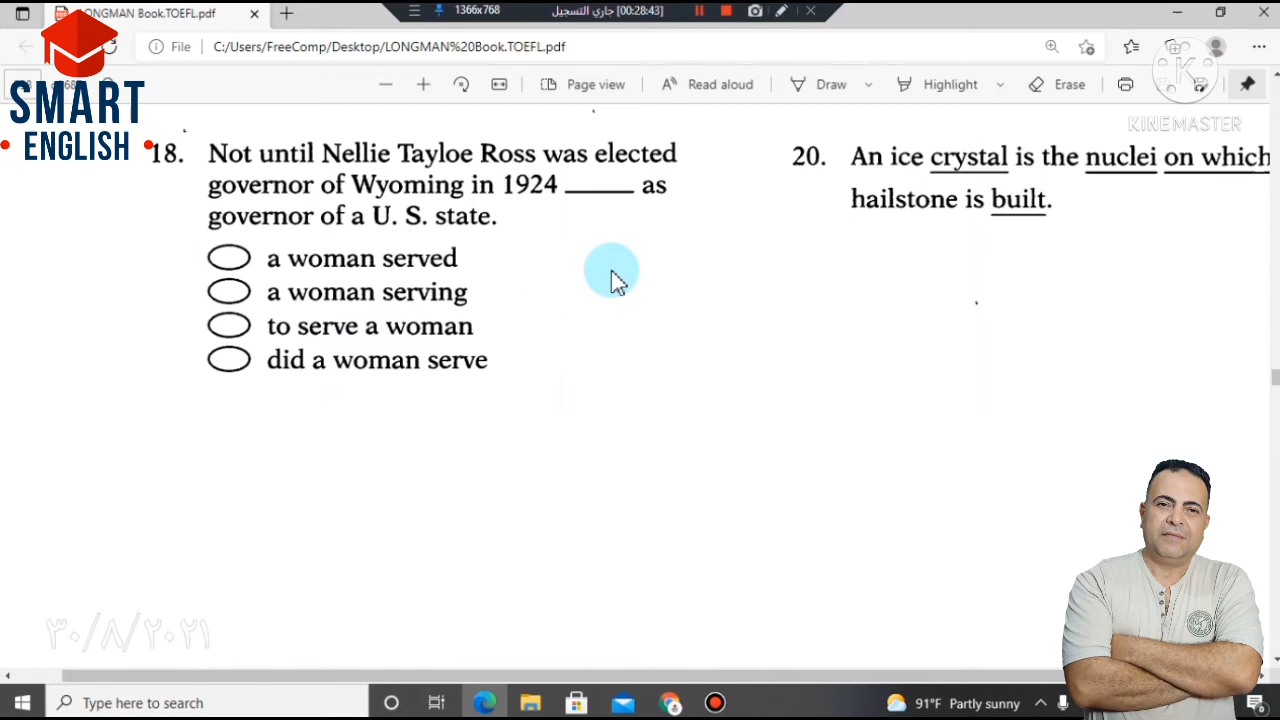 LONGMAN Book.TOEFL.pdf
1366x768
جاري التسجيل (00:28:43)
File
C:/Users/FreeComp/Desktop/LONGMAN%20Book.TOEFL.pdf
Page view
Read aloud
Draw
Highlight
Erase
K
KINEMASTER
SMART
ENGLISH
18. Not until Nellie Tayloe Ross was elected
governor of Wyoming in 1924 ______ as
governor of a U. S. state.
a woman served
a woman serving
to serve a woman
did a woman serve
20. An ice crystal is the nuclei on which
hailstone is built.
٣٠/٨/٢٠٢١
Type here to search
91°F Partly sunny